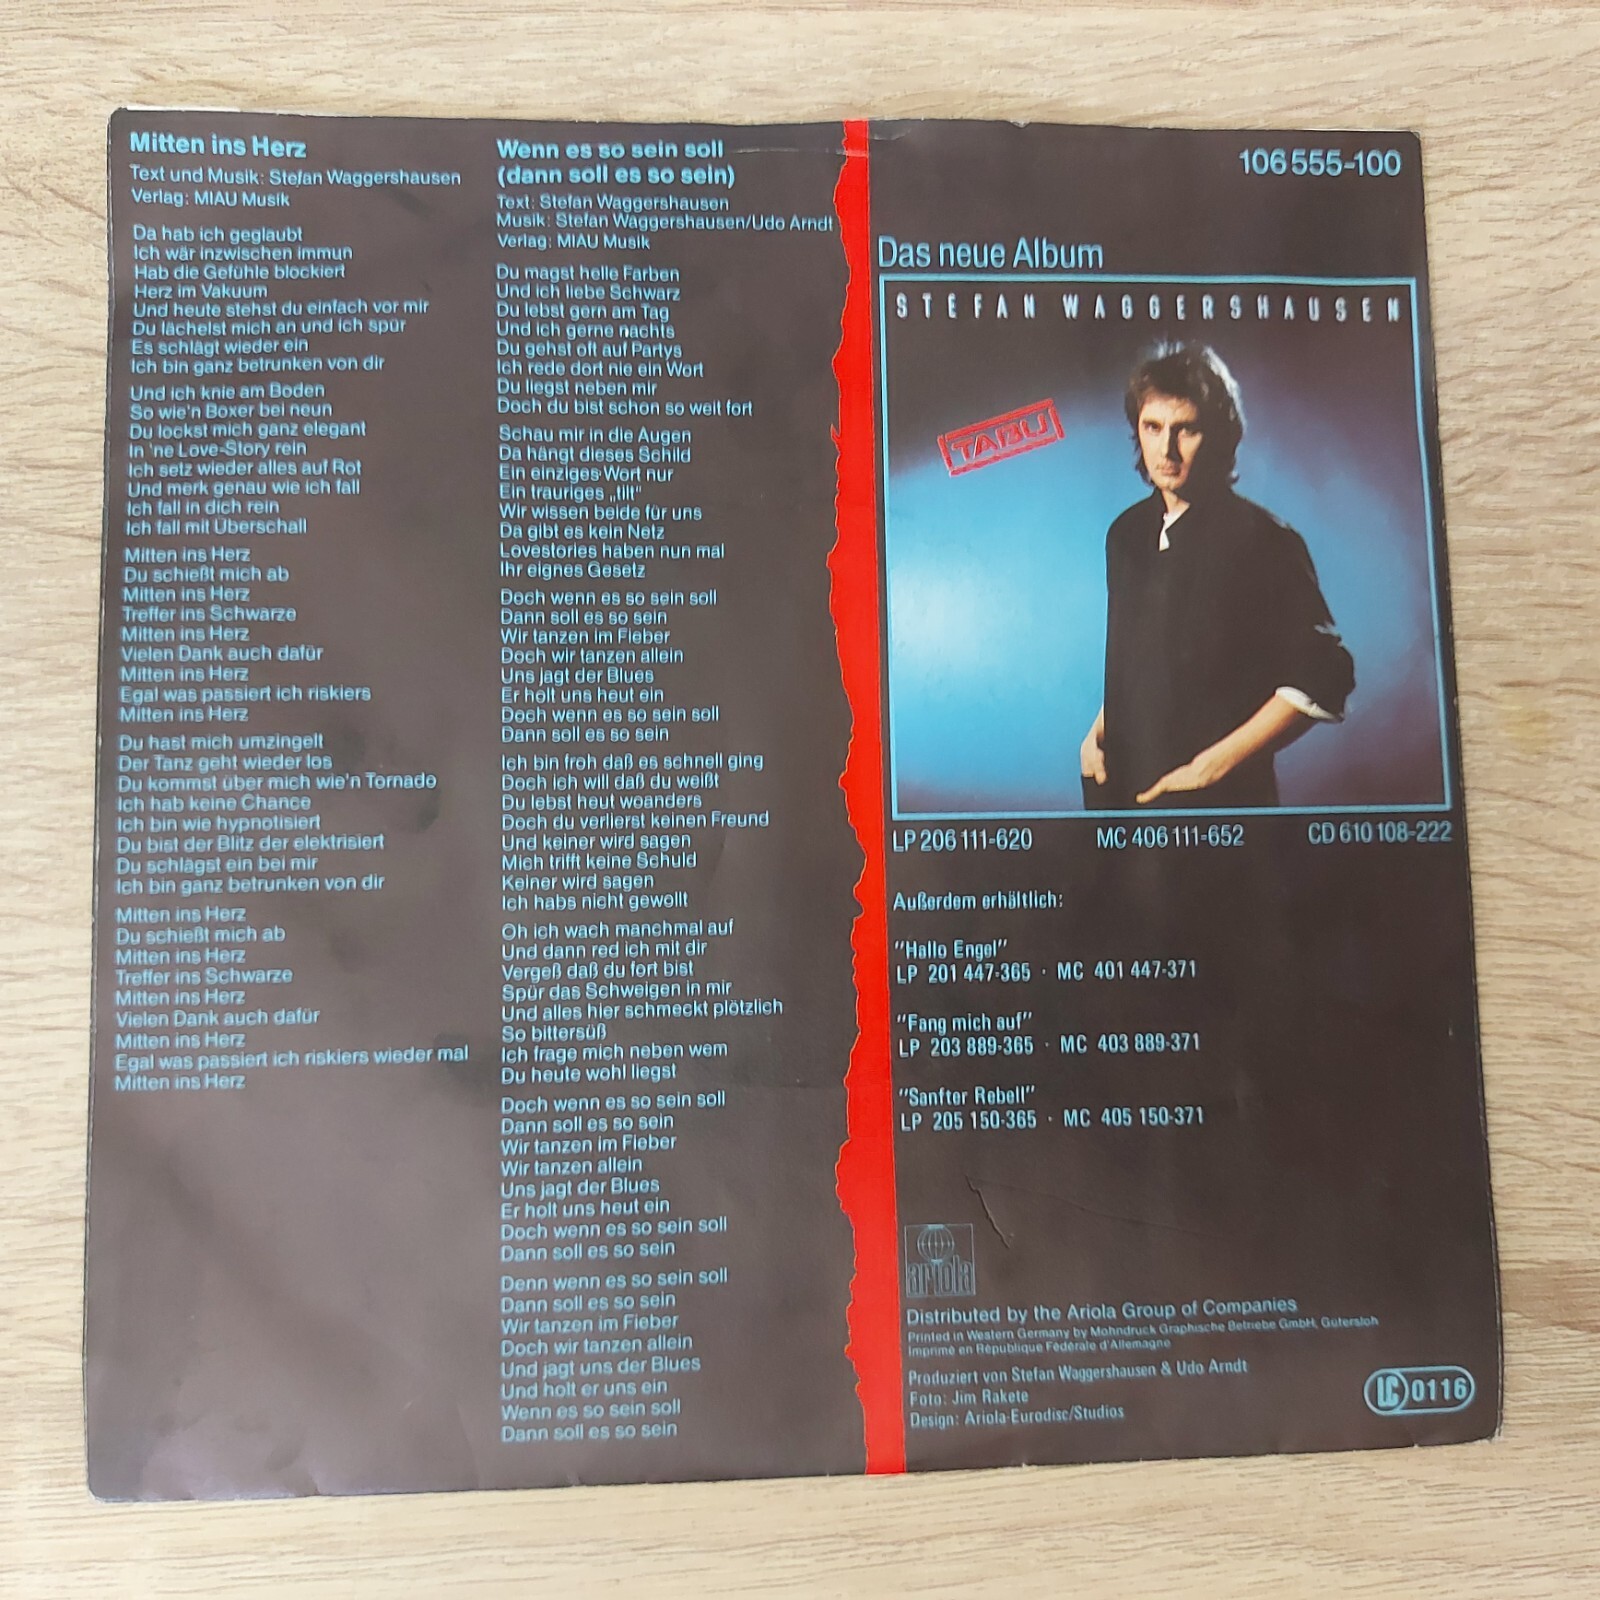 Mitten ins Herz
Text und Musik: Stefan Waggershausen
Verlag: MIAU Musik
Da hab ich geglaubt
Ich wär inzwischen immun
Hab die Gefühle blockiert
Herz im Vakuum
Und heute stehst du einfach vor mir
Du lächelst mich an und ich spür
Es schlägt wieder ein
Ich bin ganz betrunken von dir
Und ich knie am Boden
So wie'n Boxer bei neun
Du lockst mich ganz elegant
In 'ne Love-Story rein
Ich setz wieder alles auf Rot
Und merk genau wie ich fall
Ich fall in dich rein
Ich fall mit Überschall
Mitten ins Herz
Du schießt mich ab
Mitten ins Herz
Treffer ins Schwarze
Mitten ins Herz
Vielen Dank auch dafür
Mitten ins Herz
Egal was passiert ich riskiers
Mitten ins Herz
Du hast mich umzingelt
Der Tanz geht wieder los
Du kommst über mich wie'n Tornado
Ich hab keine Chance
Ich bin wie hypnotisiert
Du bist der Blitz der elektrisiert
Du schlägst ein bei mir
Ich bin ganz betrunken von dir
Mitten ins Herz
Du schießt mich ab
Mitten ins Herz
Treffer ins Schwarze
Mitten ins Herz
Vielen Dank auch dafür
Mitten ins Herz
Egal was passiert ich riskiers wieder mal
Mitten ins Herz
Wenn es so sein soll
(dann soll es so sein)
Text: Stefan Waggershausen
Musik: Stefan Waggershausen/Udo Arndt
Verlag: MIAU Musik
Du magst helle Farben
Und ich liebe Schwarz
Du lebst gern am Tag
Und ich gerne nachts
Du gehst oft auf Partys
Ich rede dort nie ein Wort
Du liegst neben mir
Doch du bist schon so weit fort
Schau mir in die Augen
Da hängt dieses Schild
Ein einziges Wort nur
Ein trauriges „tilt“
Wir wissen beide für uns
Da gibt es kein Netz
Lovestories haben nun mal
Ihr eignes Gesetz
Doch wenn es so sein soll
Dann soll es so sein
Wir tanzen im Fieber
Doch wir tanzen allein
Uns jagt der Blues
Er holt uns heut ein
Doch wenn es so sein soll
Dann soll es so sein
Ich bin froh daß es schnell ging
Doch ich will daß du weißt
Du lebst heut woanders
Doch du verlierst keinen Freund
Und keiner wird sagen
Mich trifft keine Schuld
Keiner wird sagen
Ich habs nicht gewollt
Oh ich wach manchmal auf
Und dann red ich mit dir
Vergeß daß du fort bist
Spür das Schweigen in mir
Und alles hier schmeckt plötzlich
So bittersüß
Ich frage mich neben wem
Du heute wohl liegst
Doch wenn es so sein soll
Dann soll es so sein
Wir tanzen im Fieber
Wir tanzen allein
Uns jagt der Blues
Er holt uns heut ein
Doch wenn es so sein soll
Dann soll es so sein
Denn wenn es so sein soll
Dann soll es so sein
Wir tanzen im Fieber
Doch wir tanzen allein
Und jagt uns der Blues
Und holt er uns ein
Wenn es so sein soll
Dann soll es so sein
106 555-100
Das neue Album
STEFAN WAGGERSHAUSEN
TABU
LP 206 111-620 MC 406 111-652 CD 610 108-222
Außerdem erhältlich:
"Hallo Engel"
LP 201 447-365 · MC 401 447-371
"Fang mich auf"
LP 203 889-365 · MC 403 889-371
"Sanfter Rebell"
LP 205 150-365 · MC 405 150-371
ariola
Distributed by the Ariola Group of Companies
Printed in Western Germany by Mohndruck Graphische Betriebe GmbH, Gütersloh
Imprimé en République Fédérale d'Allemagne
Produziert von Stefan Waggershausen & Udo Arndt
Foto: Jim Rakete
Design: Ariola-Eurodisc/Studios
LC 0116